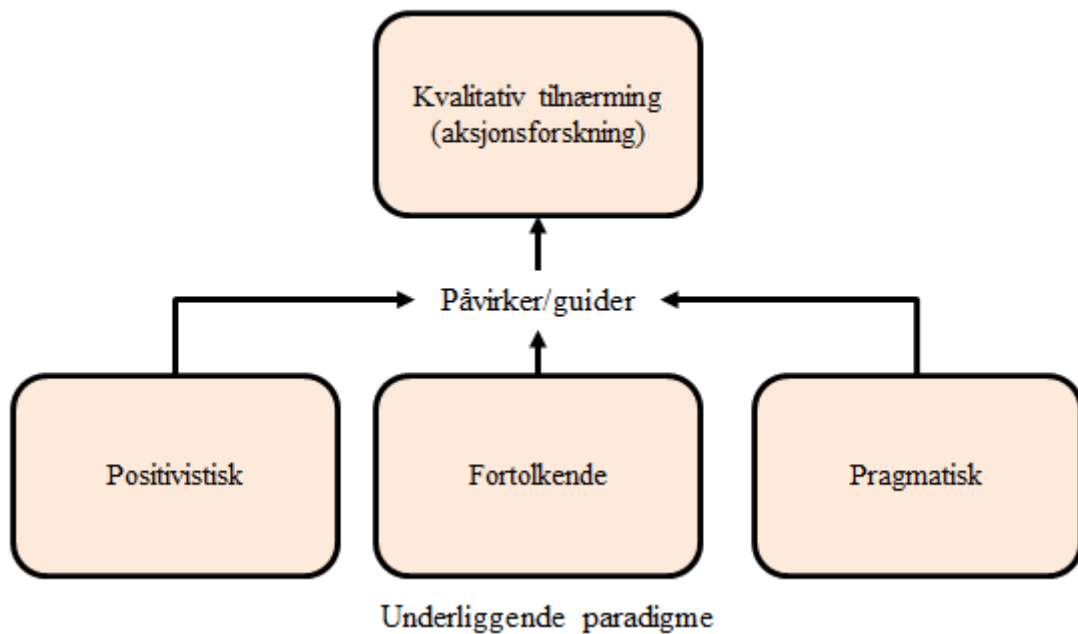 Kvalitativ tilnærming
(aksjonsforskning)
Påvirker/guider
Positivistisk
Fortolkende
Pragmatisk
Underliggende paradigme